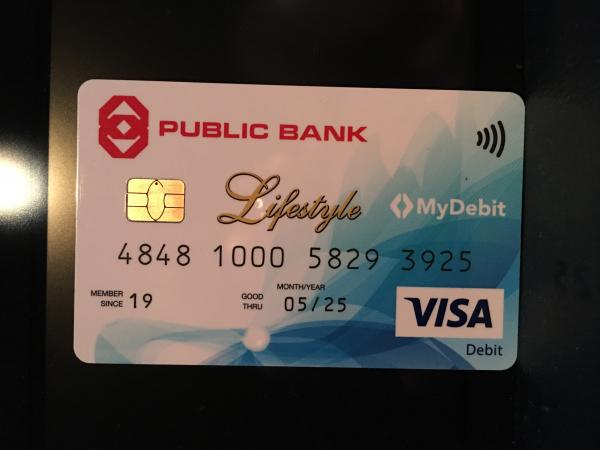 PUBLIC BANK
Lifestyle
MyDebit
4848 1000 5829 3925
MEMBER SINCE 19
GOOD THRU
MONTH/YEAR
05/25
VISA
Debit